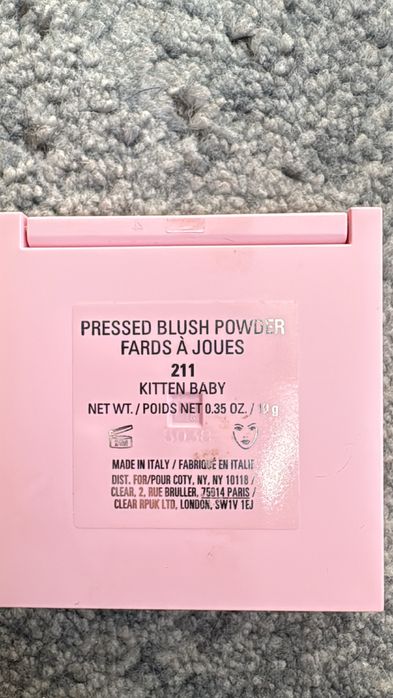 PRESSED BLUSH POWDER
FARDS À JOUES
211
KITTEN BABY
NET WT. / POIDS NET 0.35 OZ. / 10 g
MADE IN ITALY / FABRIQUÉ EN ITALIE
DIST. FOR/POUR COTY, NY, NY 10118 /
CLEAR, 2, RUE BRULLER, 75014 PARIS /
CLEAR RPUK LTD, LONDON, SW1V 1EJ